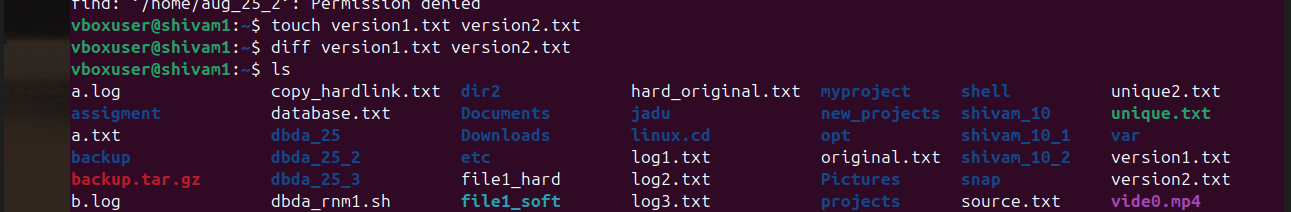 find: '/home/aug_25_2': Permission denied
vboxuser@shivam1:~$ touch version1.txt version2.txt
vboxuser@shivam1:~$ diff version1.txt version2.txt
vboxuser@shivam1:~$ ls
a.log copy_hardlink.txt dir2 hard_original.txt myproject shell unique2.txt
assigment database.txt Documents jadu new_projects shivam_10 unique.txt
a.txt dbda_25 Downloads linux.cd opt shivam_10_1 var
backup dbda_25_2 etc log1.txt original.txt shivam_10_2 version1.txt
backup.tar.gz dbda_25_3 file1_hard log2.txt Pictures snap version2.txt
b.log dbda_rnm1.sh file1_soft log3.txt projects source.txt vide0.mp4